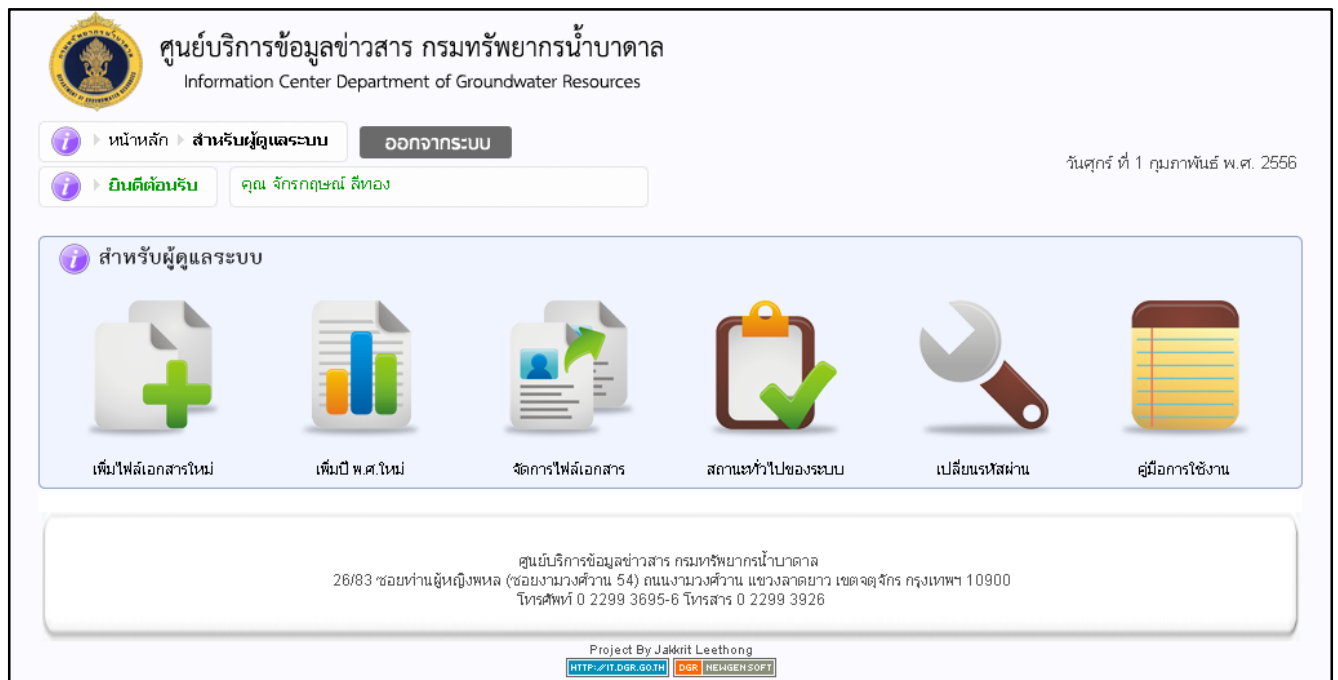 ศูนย์บริการข้อมูลข่าวสาร กรมทรัพยากรน้ำบาดาล
Information Center Department of Groundwater Resources
หน้าหลัก สำหรับผู้ดูแลระบบ ออกจากระบบ
วันศุกร์ ที่ 1 กุมภาพันธ์ พ.ศ. 2556
ยินดีต้อนรับ คุณ จักรกฤษณ์ ลีทอง
สำหรับผู้ดูแลระบบ
เพิ่มไฟล์เอกสารใหม่ เพิ่มปี พ.ศ.ใหม่ จัดการไฟล์เอกสาร สถานะทั่วไปของระบบ เปลี่ยนรหัสผ่าน คู่มือการใช้งาน
ศูนย์บริการข้อมูลข่าวสาร กรมทรัพยากรน้ำบาดาล
26/83 ซอยท่านผู้หญิงพหล (ซอยงามวงศ์วาน 54) ถนนงามวงศ์วาน แขวงลาดยาว เขตจตุจักร กรุงเทพฯ 10900
โทรศัพท์ 0 2299 3695-6 โทรสาร 0 2299 3926
Project By Jakkrit Leethong
HTTP://IT.DGR.GO.TH DGR NEWGENSOFT